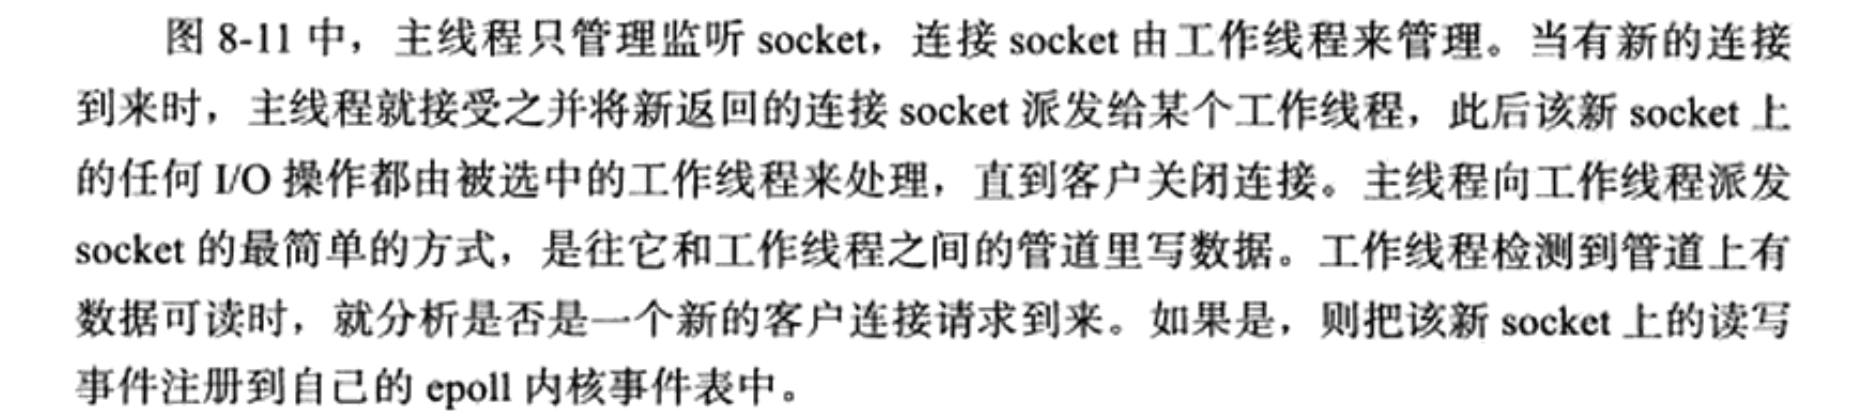 图 8-11 中，主线程只管理监听 socket，连接 socket 由工作线程来管理。当有新的连接
到来时，主线程就接受之并将新返回的连接 socket 派发给某个工作线程，此后该新 socket 上
的任何 I/O 操作都由被选中的工作线程来处理，直到客户关闭连接。主线程向工作线程派发
socket 的最简单的方式，是往它和工作线程之间的管道里写数据。工作线程检测到管道上有
数据可读时，就分析是否是一个新的客户连接请求到来。如果是，则把该新 socket 上的读写
事件注册到自己的 epoll 内核事件表中。